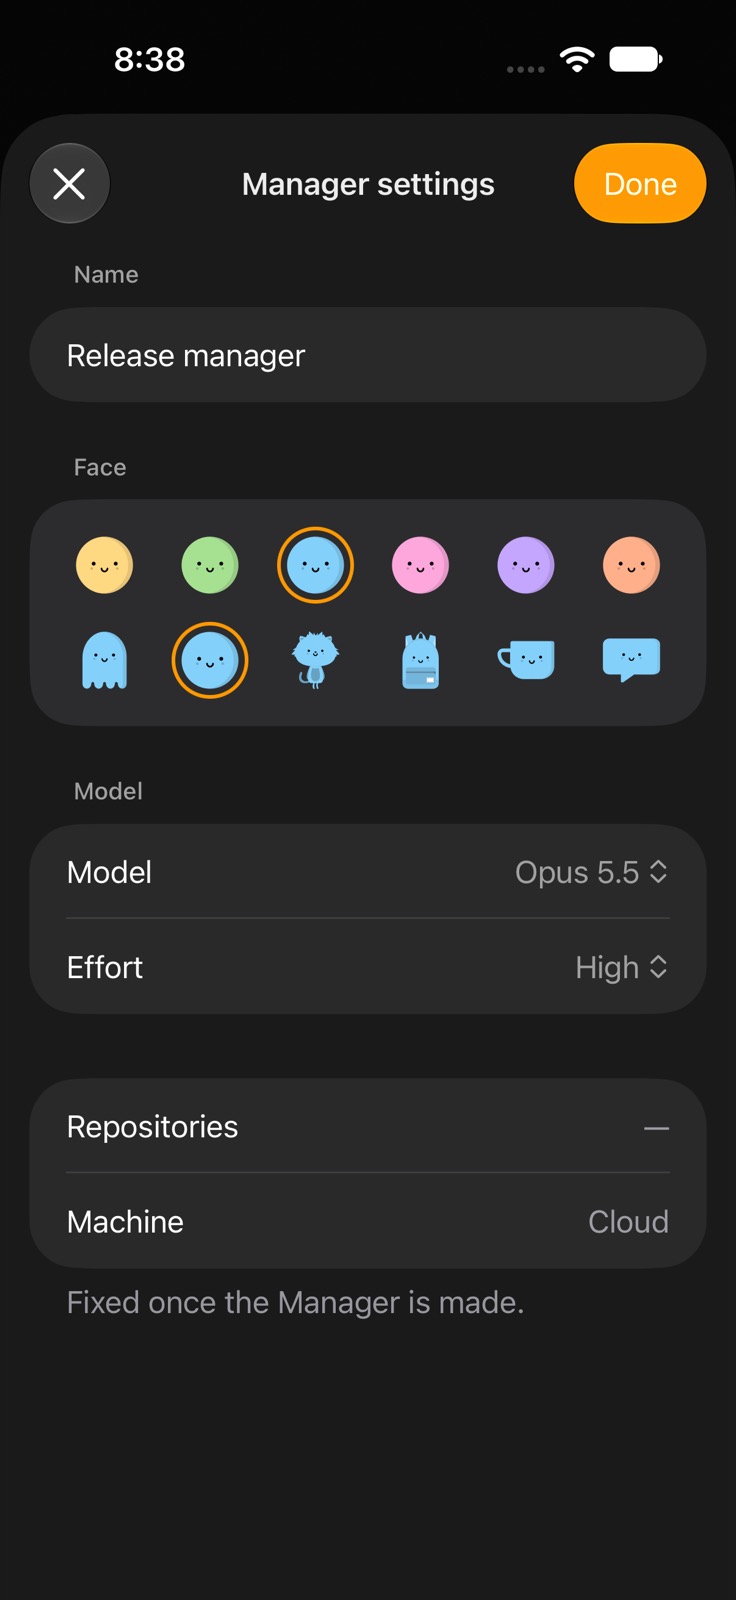 8:38
Manager settings
Done
Name
Release manager
Face
Model
Model
Opus 5.5
Effort
High
Repositories
—
Machine
Cloud
Fixed once the Manager is made.